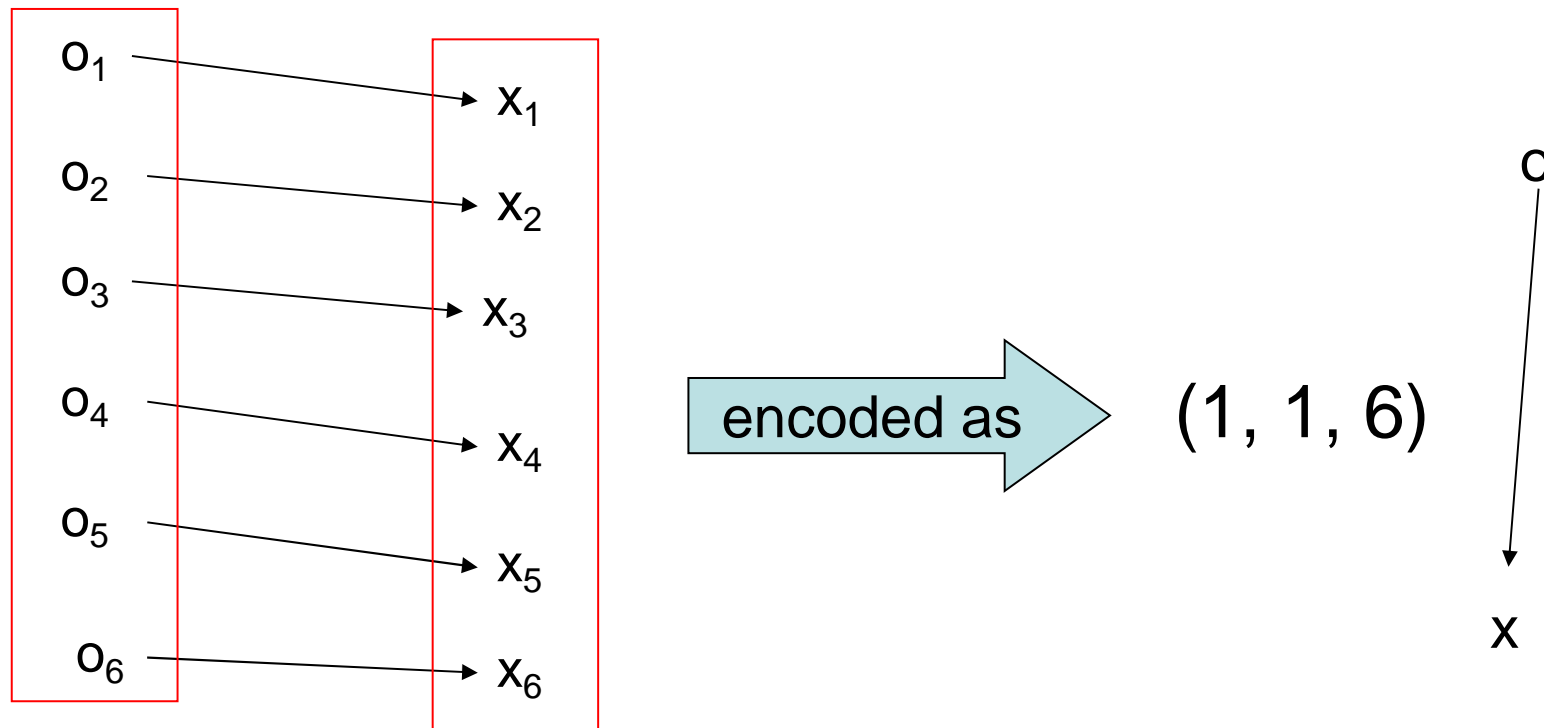 o₁
x₁
o₂
x₂
o₃
x₃
o₄
x₄
o₅
x₅
o₆
x₆
encoded as
(1, 1, 6)
x